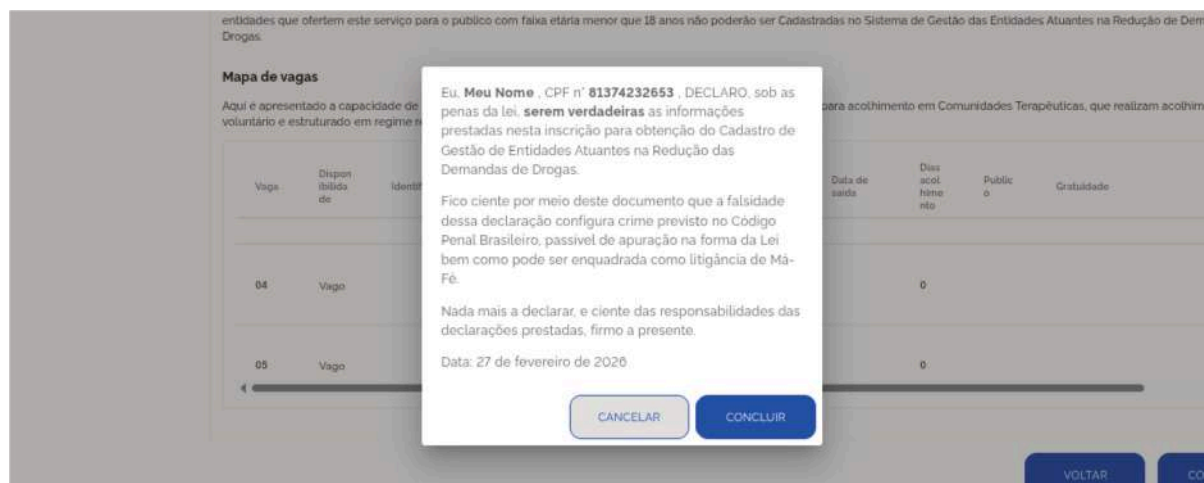 entidades que ofertem este serviço para o público com faixa etária menor que 18 anos não poderão ser Cadastradas no Sistema de Gestão das Entidades Atuantes na Redução de Dem
Drogas.
Mapa de vagas
Aqui é apresentado a capacidade de
para acolhimento em Comunidades Terapêuticas, que realizam acolhim
voluntário e estruturado em regime
Vaga
Dispon
ibilida
de
Identif
Data de
saída
Dias
acol
hime
nto
Públic
o
Gratuidade
04
Vago
0
05
Vago
0
Eu, Meu Nome , CPF n° 81374232653 , DECLARO, sob as
penas da lei, serem verdadeiras as informações
prestadas nesta inscrição para obtenção do Cadastro de
Gestão de Entidades Atuantes na Redução das
Demandas de Drogas.
Fico ciente por meio deste documento que a falsidade
dessa declaração configura crime previsto no Código
Penal Brasileiro, passível de apuração na forma da Lei
bem como pode ser enquadrada como litigância de Má-
Fé.
Nada mais a declarar, e ciente das responsabilidades das
declarações prestadas, firmo a presente.
Data: 27 de fevereiro de 2026
CANCELAR
CONCLUIR
VOLTAR
CO